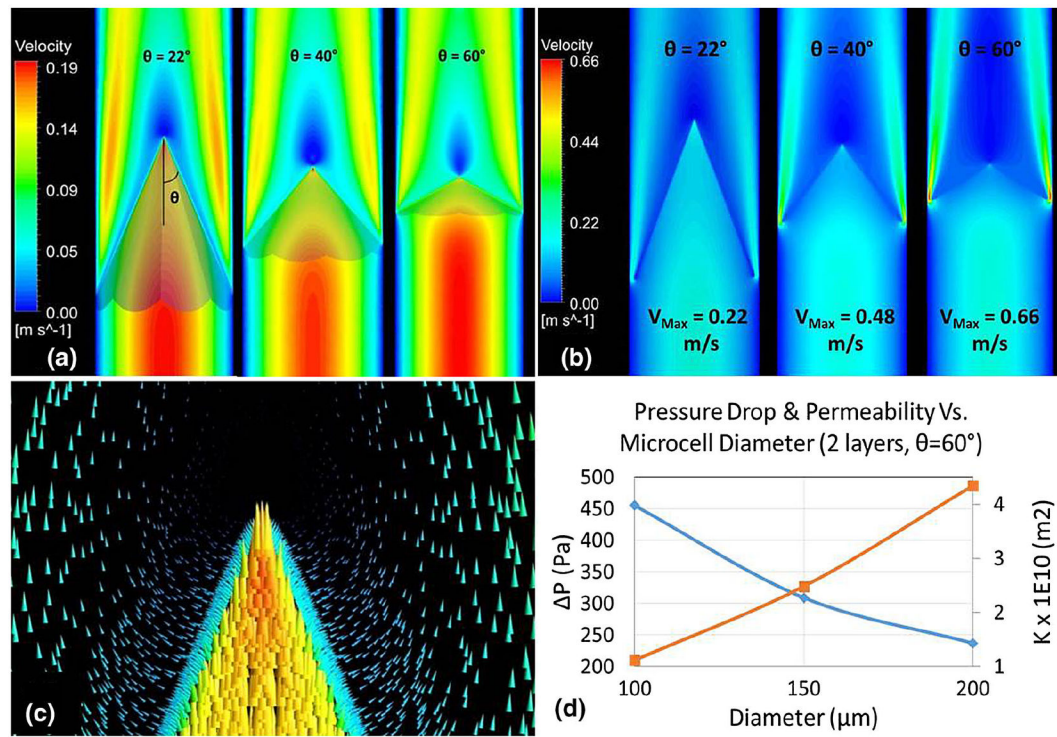 Velocity
0.19
0.14
0.09
0.05
0.00
[m s^-1]
(a)
θ = 22°
θ
θ = 40°
θ = 60°
(b)
Velocity
0.66
0.44
0.22
0.00
[m s^-1]
θ = 22°
θ = 40°
θ = 60°
VMax = 0.22
m/s
VMax = 0.48
m/s
VMax = 0.66
m/s
(c)
Pressure Drop & Permeability Vs.
Microcell Diameter (2 layers, θ=60°)
500
450
400
350
300
250
200
ΔP (Pa)
4
3
2
1
K x 1E10 (m2)
100
150
200
Diameter (µm)
(d)